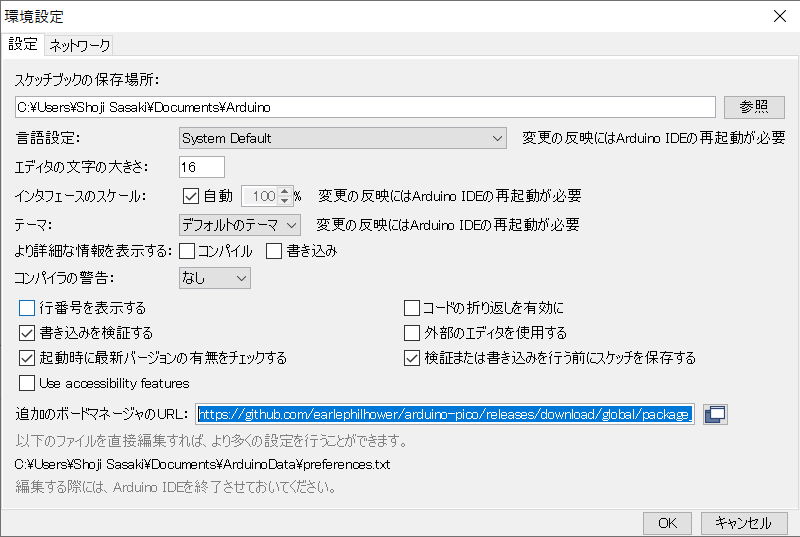 環境設定
設定 ネットワーク
スケッチブックの保存場所:
C:¥Users¥Shoji Sasaki¥Documents¥Arduino 参照
言語設定: System Default 変更の反映にはArduino IDEの再起動が必要
エディタの文字の大きさ: 16
インタフェースのスケール: 自動 100 % 変更の反映にはArduino IDEの再起動が必要
テーマ: デフォルトのテーマ 変更の反映にはArduino IDEの再起動が必要
より詳細な情報を表示する: コンパイル 書き込み
コンパイラの警告: なし
行番号を表示する コードの折り返しを有効に
書き込みを検証する 外部のエディタを使用する
起動時に最新バージョンの有無をチェックする 検証または書き込みを行う前にスケッチを保存する
Use accessibility features
追加のボードマネージャのURL: https://github.com/earlephilhower/arduino-pico/releases/download/global/package_
以下のファイルを直接編集すれば、より多くの設定を行うことができます。
C:¥Users¥Shoji Sasaki¥Documents¥ArduinoData¥preferences.txt
編集する際には、Arduino IDEを終了させておいてください。
OK キャンセル